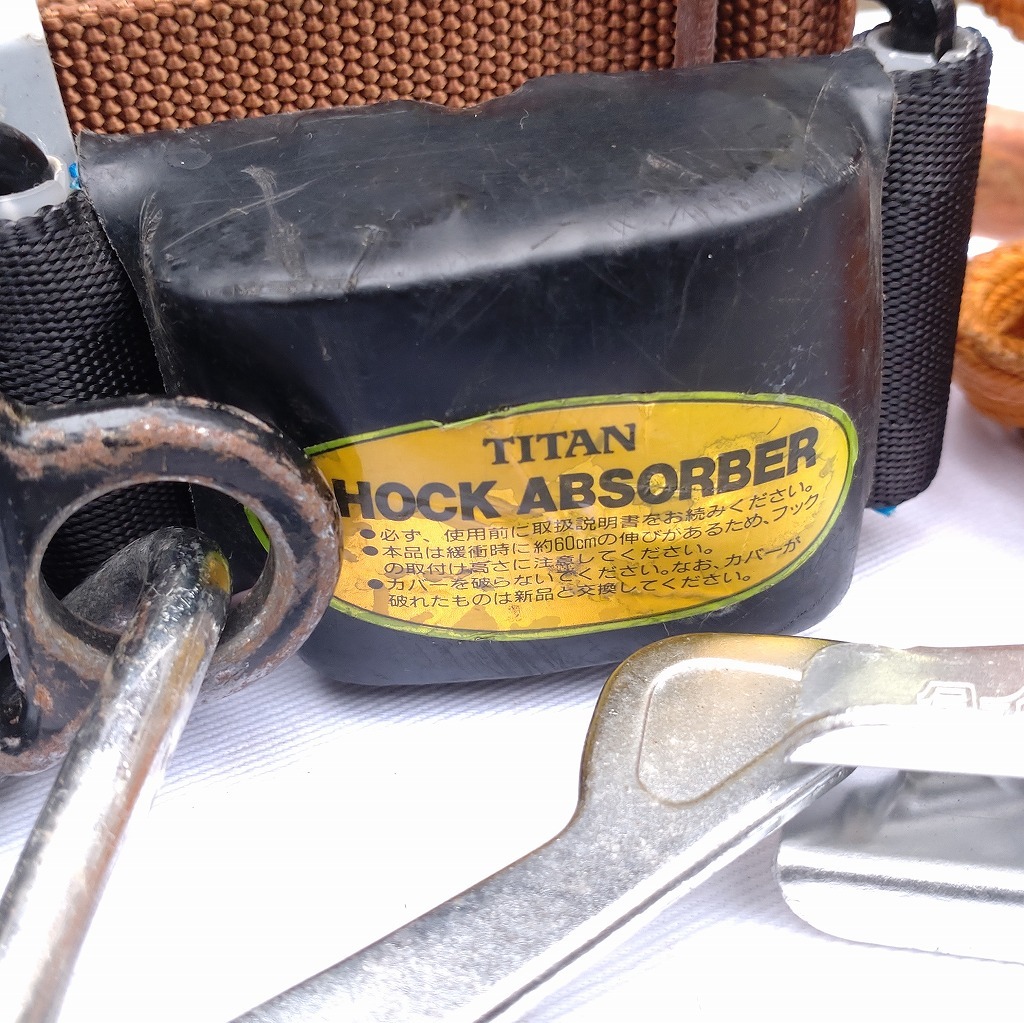 TITAN
HOCK ABSORBER
●必ず、使用前に取扱説明書をお読みください。
●本品は緩衝時に約60cmの伸びがあるため、フック
の取付け高さに注意してください。
●カバーを破らないでください。なお、カバーが
破れたものは新品と交換してください。